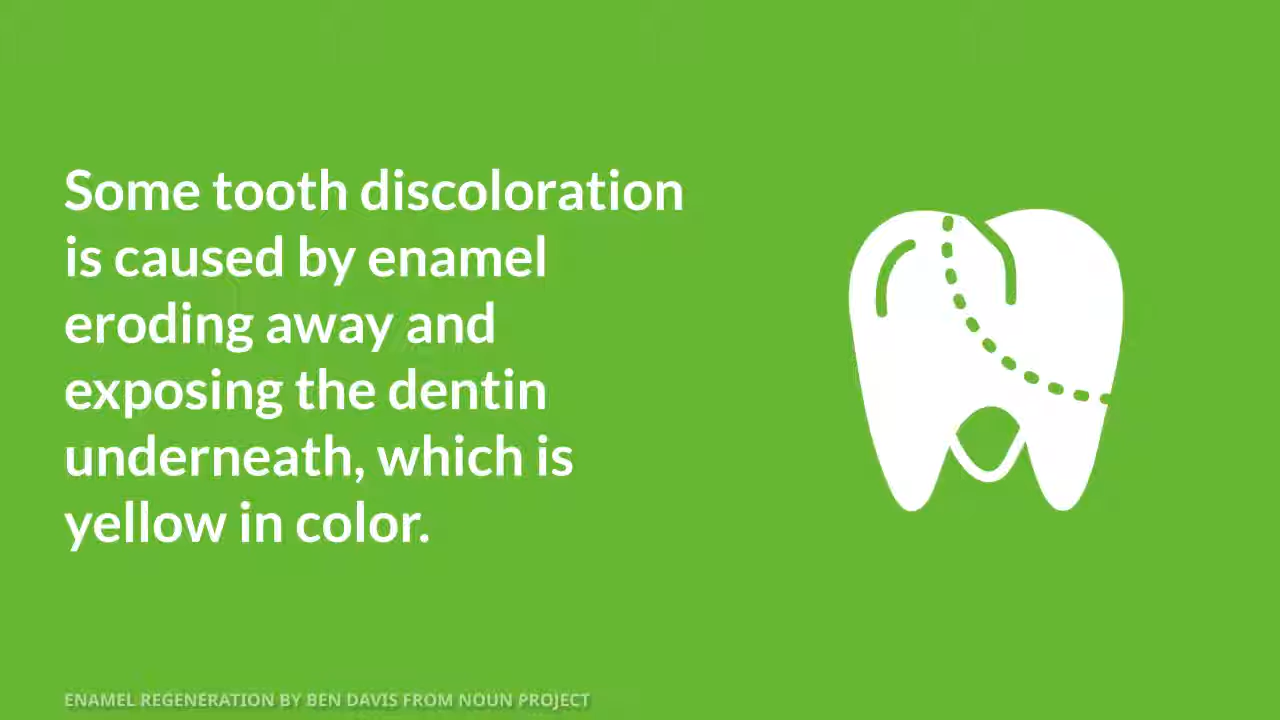 Some tooth discoloration
is caused by enamel
eroding away and
exposing the dentin
underneath, which is
yellow in color.
ENAMEL REGENERATION BY BEN DAVIS FROM NOUN PROJECT